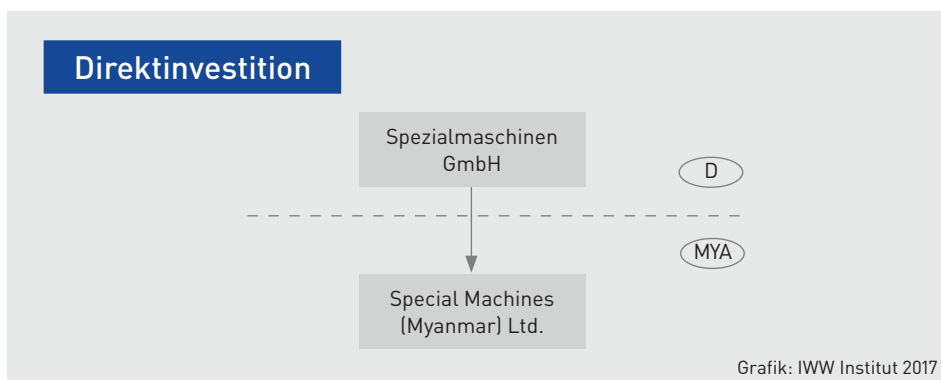 Direktinvestition
Spezialmaschinen
GmbH
D
MYA
Special Machines
(Myanmar) Ltd.
Grafik: IWW Institut 2017